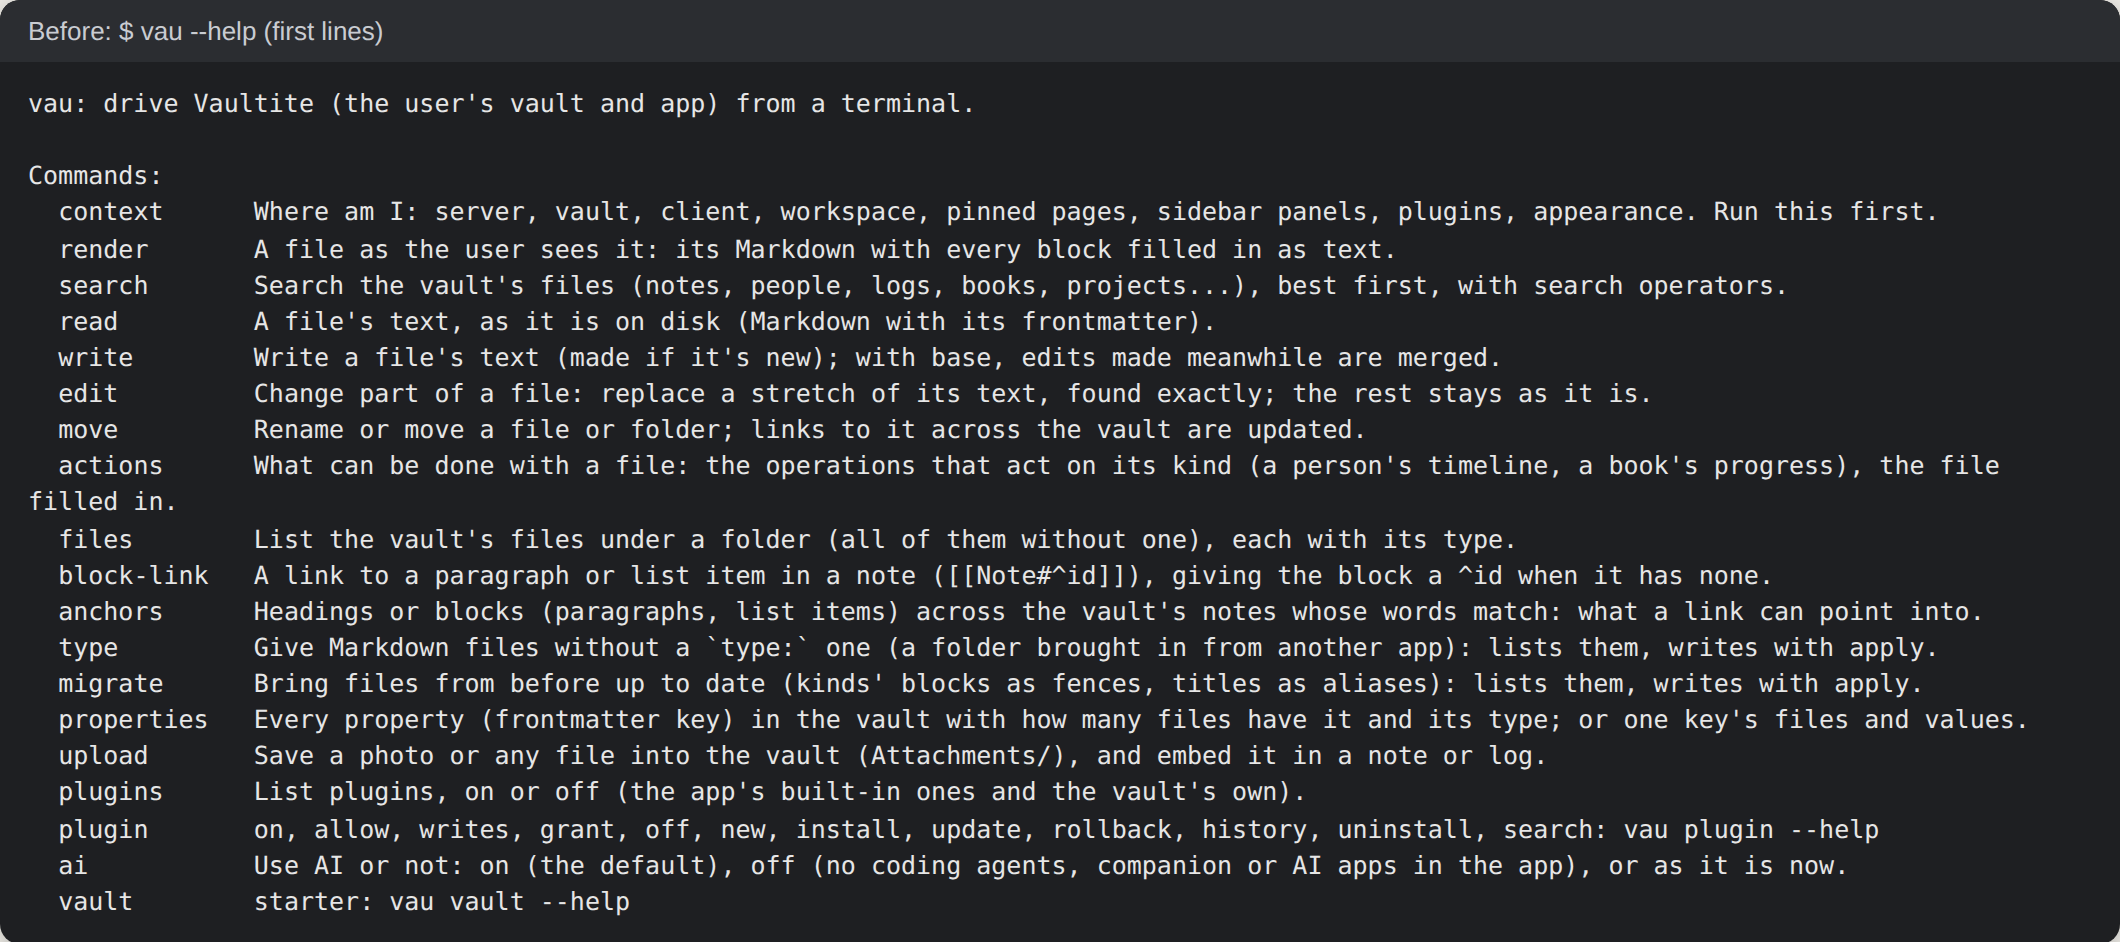 Before: $ vau --help (first lines)
vau: drive Vaultite (the user's vault and app) from a terminal.
Commands:
context Where am I: server, vault, client, workspace, pinned pages, sidebar panels, plugins, appearance. Run this first.
render A file as the user sees it: its Markdown with every block filled in as text.
search Search the vault's files (notes, people, logs, books, projects...), best first, with search operators.
read A file's text, as it is on disk (Markdown with its frontmatter).
write Write a file's text (made if it's new); with base, edits made meanwhile are merged.
edit Change part of a file: replace a stretch of its text, found exactly; the rest stays as it is.
move Rename or move a file or folder; links to it across the vault are updated.
actions What can be done with a file: the operations that act on its kind (a person's timeline, a book's progress), the file
filled in.
files List the vault's files under a folder (all of them without one), each with its type.
block-link A link to a paragraph or list item in a note ([[Note#^id]]), giving the block a ^id when it has none.
anchors Headings or blocks (paragraphs, list items) across the vault's notes whose words match: what a link can point into.
type Give Markdown files without a `type:` one (a folder brought in from another app): lists them, writes with apply.
migrate Bring files from before up to date (kinds' blocks as fences, titles as aliases): lists them, writes with apply.
properties Every property (frontmatter key) in the vault with how many files have it and its type; or one key's files and values.
upload Save a photo or any file into the vault (Attachments/), and embed it in a note or log.
plugins List plugins, on or off (the app's built-in ones and the vault's own).
plugin on, allow, writes, grant, off, new, install, update, rollback, history, uninstall, search: vau plugin --help
ai Use AI or not: on (the default), off (no coding agents, companion or AI apps in the app), or as it is now.
vault starter: vau vault --help